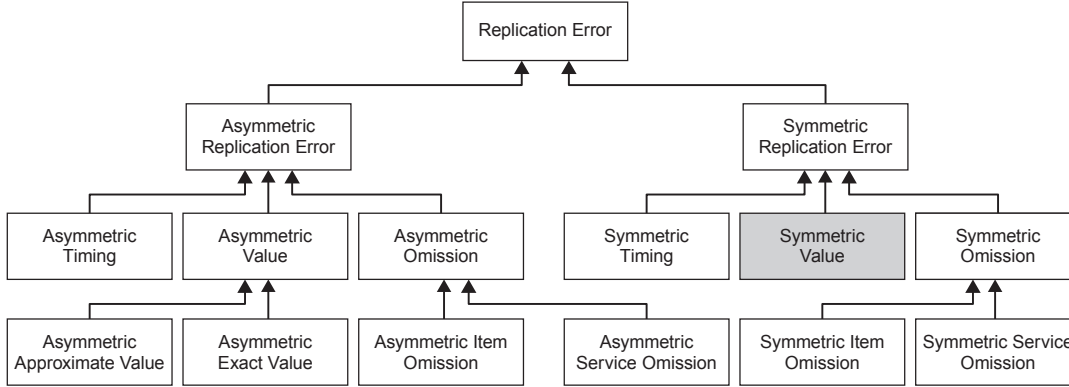 Replication Error
Asymmetric
Replication Error
Symmetric
Replication Error
Asymmetric
Timing
Asymmetric
Value
Asymmetric
Omission
Symmetric
Timing
Symmetric
Value
Symmetric
Omission
Asymmetric
Approximate Value
Asymmetric
Exact Value
Asymmetric Item
Omission
Asymmetric
Service Omission
Symmetric Item
Omission
Symmetric Service
Omission